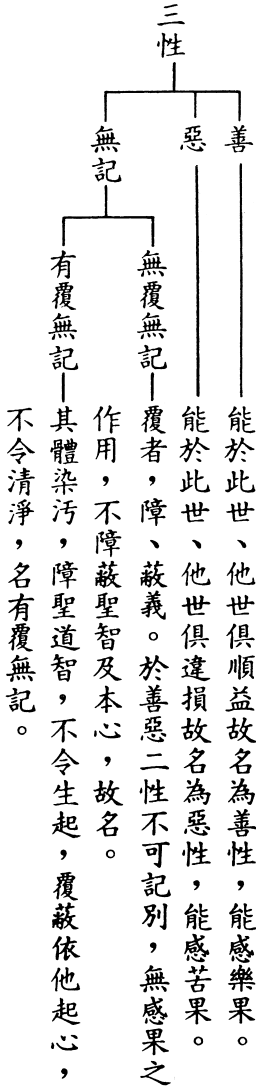 三性
善
能於此世、他世俱順益故名為善性，能感樂果。
惡
能於此世、他世俱違損故名為惡性，能感苦果。
無記
無覆無記
覆者，障、蔽義。於善惡二性不可記別，無感果之
作用，不障蔽聖智及本心，故名。
有覆無記
其體染污，障聖道智，不令生起，覆蔽依他起心，
不令清淨，名有覆無記。